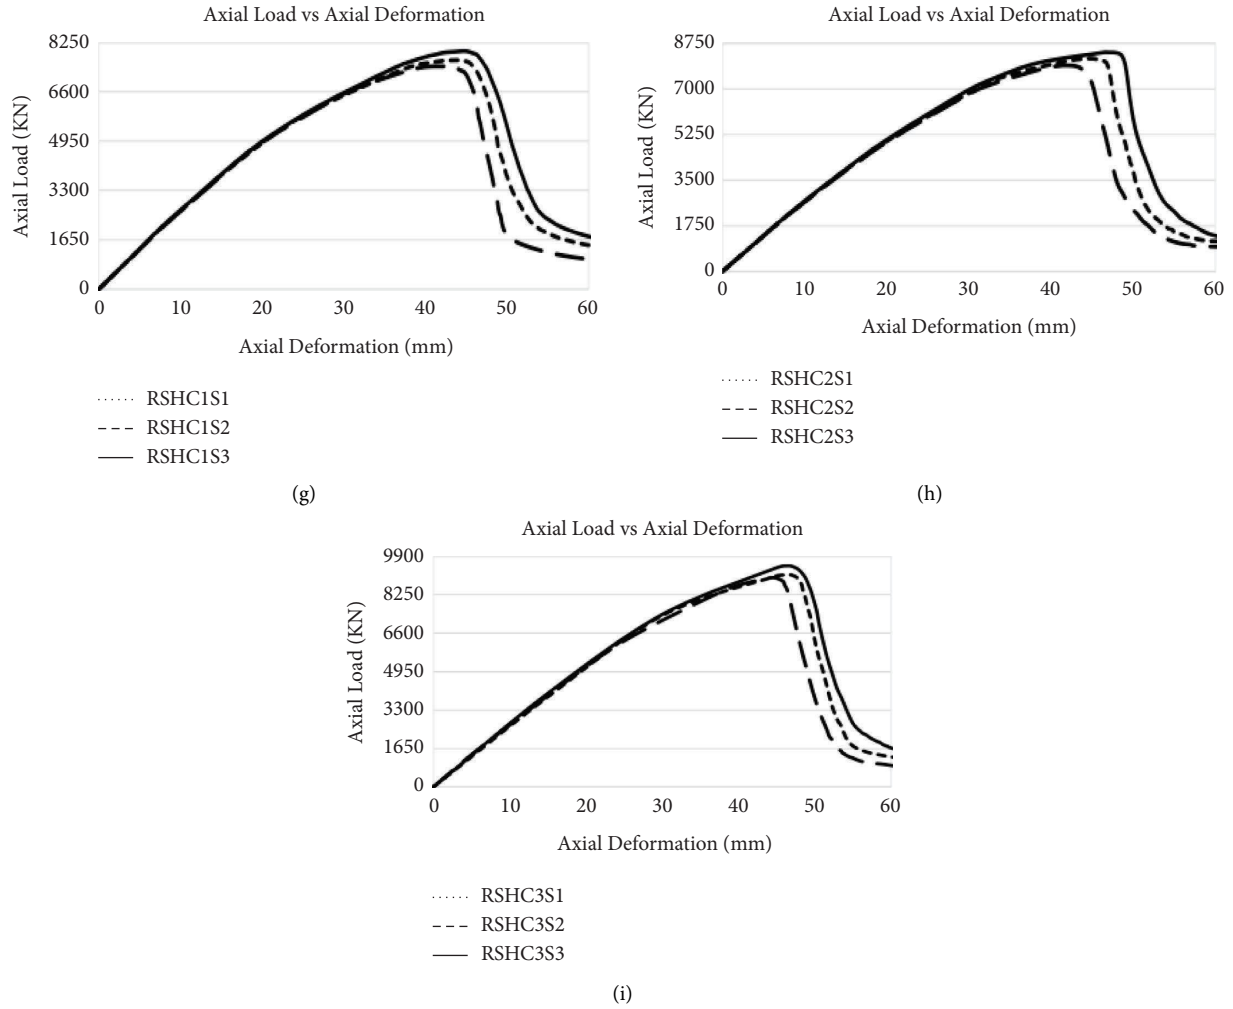 Axial Load vs Axial Deformation
8250
6600
4950
3300
1650
0
Axial Load (KN)
0 10 20 30 40 50 60
Axial Deformation (mm)
RSHC1S1
RSHC1S2
RSHC1S3
(g)
Axial Load vs Axial Deformation
8750
7000
5250
3500
1750
0
Axial Load (KN)
0 10 20 30 40 50 60
Axial Deformation (mm)
RSHC2S1
RSHC2S2
RSHC2S3
(h)
Axial Load vs Axial Deformation
9900
8250
6600
4950
3300
1650
0
Axial Load (KN)
0 10 20 30 40 50 60
Axial Deformation (mm)
RSHC3S1
RSHC3S2
RSHC3S3
(i)